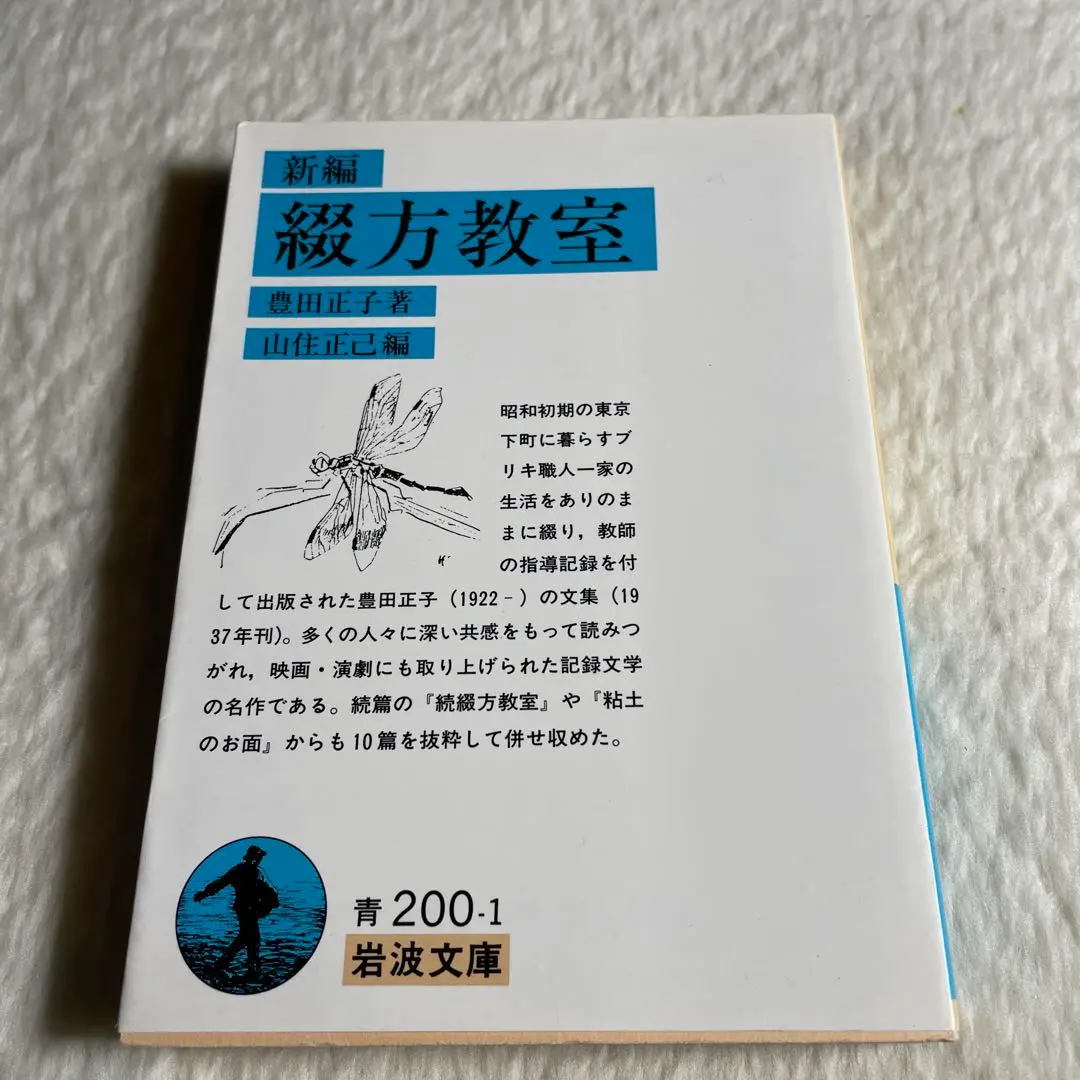 新編
綴方教室
豊田正子著
山住正己編
昭和初期の東京
下町に暮らすブ
リキ職人一家の
生活をありのま
まに綴り，教師
の指導記録を付
して出版された豊田正子（1922‐）の文集（19
37年刊）。多くの人々に深い共感をもって読みつ
がれ，映画・演劇にも取り上げられた記録文学
の名作である。続篇の『続綴方教室』や『粘土
のお面』からも10篇を抜粋して併せ収めた。
青200-1
岩波文庫